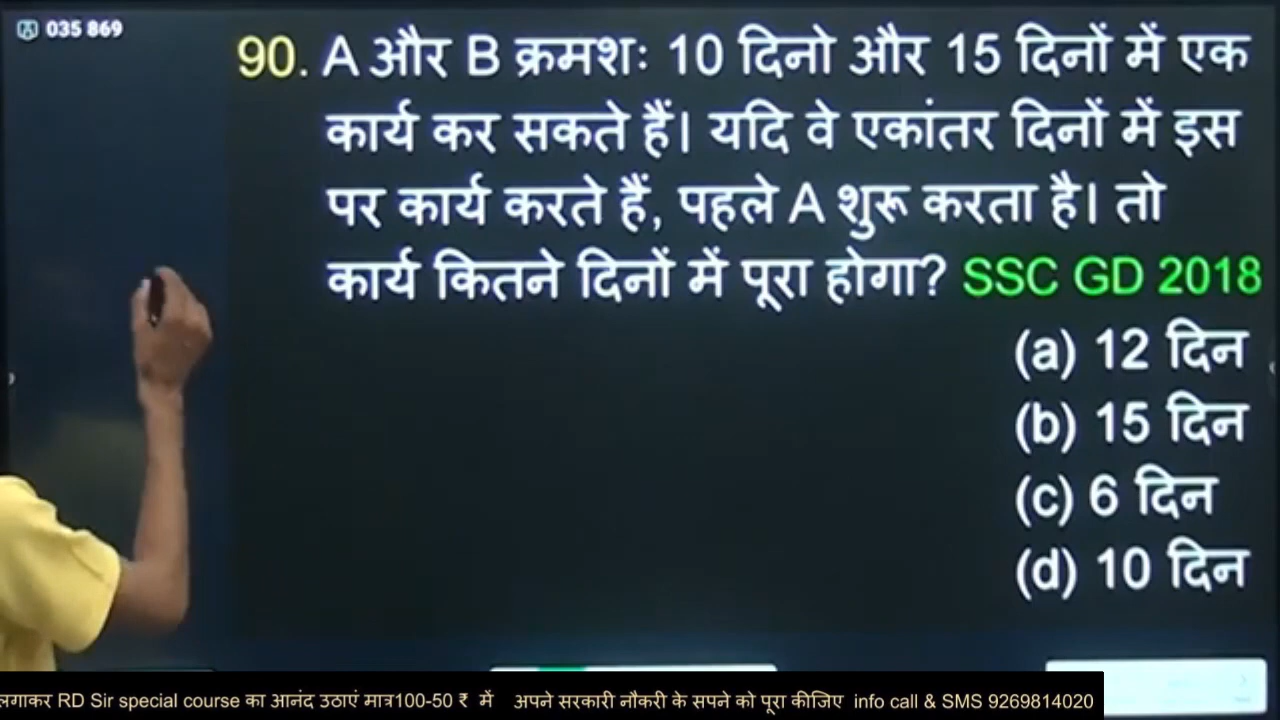 035 869
90. A और B क्रमशः 10 दिनो और 15 दिनों में एक
कार्य कर सकते हैं। यदि वे एकांतर दिनों में इस
पर कार्य करते हैं, पहले A शुरू करता है। तो
कार्य कितने दिनों में पूरा होगा? SSC GD 2018
(a) 12 दिन
(b) 15 दिन
(c) 6 दिन
(d) 10 दिन
लगाकर RD Sir special course का आनंद उठाएं मात्र100-50 ₹ में अपने सरकारी नौकरी के सपने को पूरा कीजिए info call & SMS 9269814020